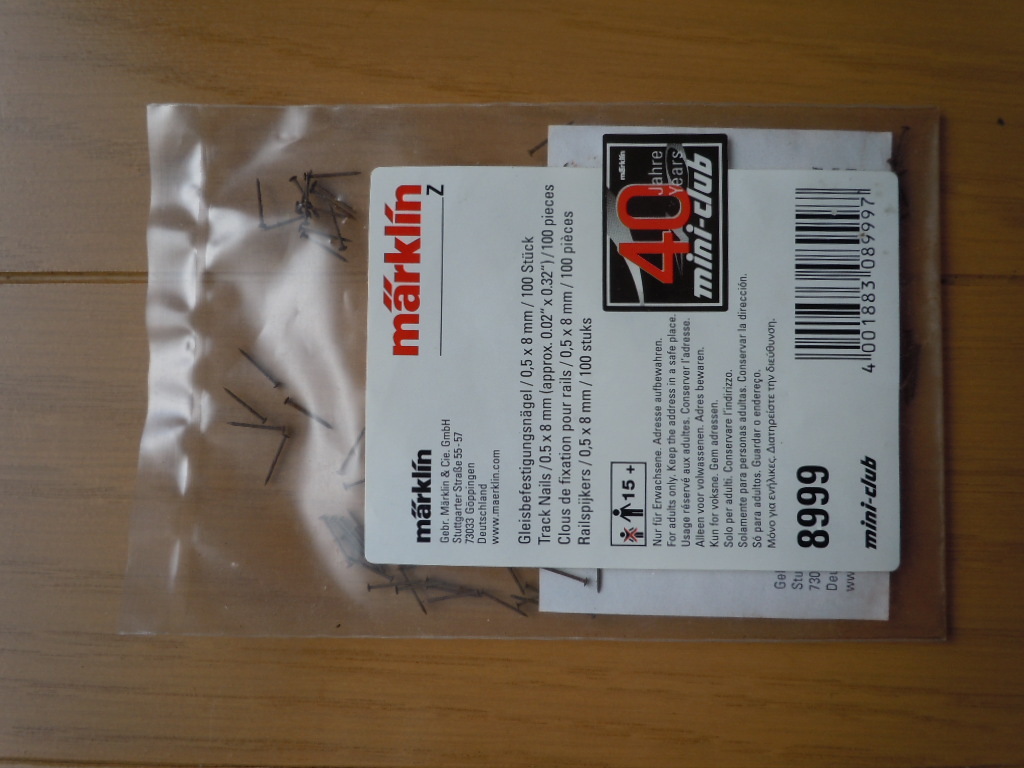 märklin
Z
märklin
Gebr. Märklin & Cie. GmbH
Stuttgarter Straße 55 - 57
73033 Göppingen
Deutschland
www.maerklin.com
Gleisbefestigungsnägel / 0,5 x 8 mm / 100 Stück
Track Nails / 0.5 x 8 mm (approx. 0.02“ x 0.32“) / 100 pieces
Clous de fixation pour rails / 0,5 x 8 mm / 100 pièces
Railspijkers / 0,5 x 8 mm / 100 stuks
märklin
40
Jahre
Years
mini-club
15 +
Nur für Erwachsene. Adresse aufbewahren.
For adults only. Keep the address in a safe place.
Usage réservé aux adultes. Conserver l'adresse.
Alleen voor volwassenen. Adres bewaren.
Kun for voksne. Gem adressen.
Solo per adulti. Conservare l'indirizzo.
Solamente para personas adultas. Conservar la dirección.
Só para adultos. Guardar o endereço.
Μόνο για ενήλικες. Διατηρείστε την διεύθυνση.
8999
4 001883 089997
mini-club
Gel
Stu
730
Deu
www